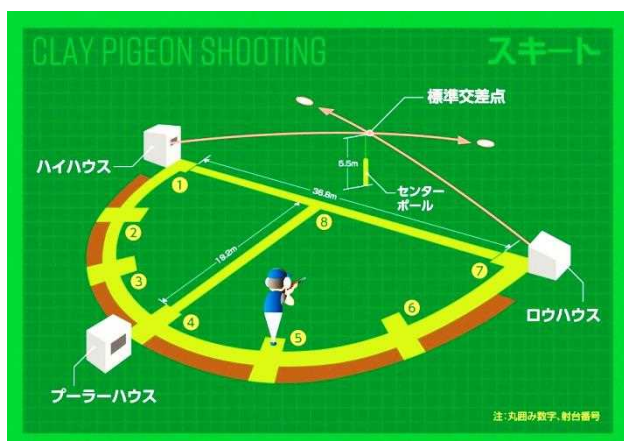 CLAY PIGEON SHOOTING
スキート
標準交差点
ハイハウス
5.5m
センター
ポール
36.8m
1
2
8
7
19.2m
3
6
4
5
ロウハウス
プーラーハウス
注:丸囲み数字、射台番号